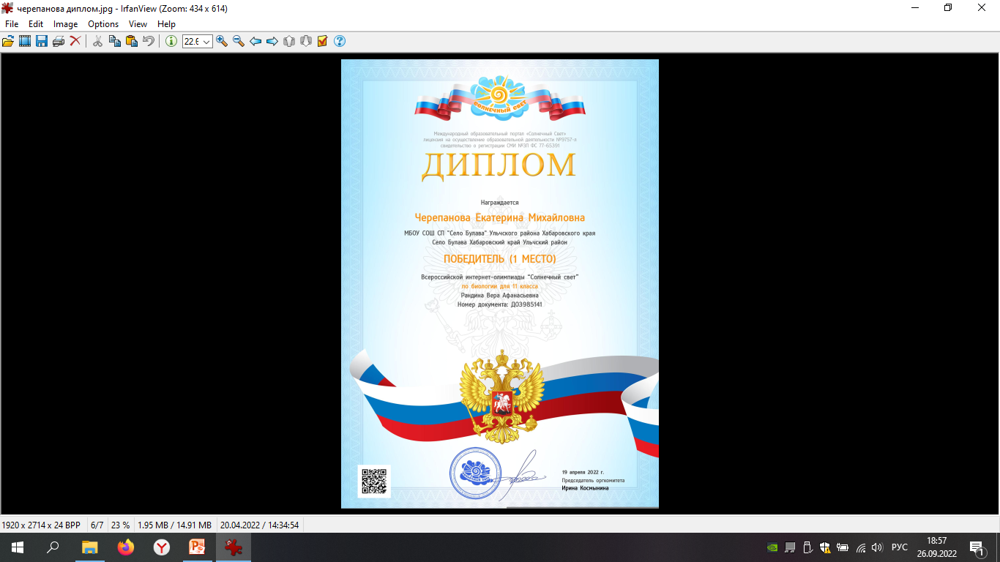 черепанова диплом.jpg - IrfanView (Zoom: 434 x 614)
File Edit Image Options View Help
22.6
СОЛНЕЧНЫЙ СВЕТ
Международный образовательный портал «Солнечный Свет»
лицензия на осуществление образовательной деятельности №9757-л
свидетельство о регистрации СМИ №ЭЛ ФС 77-65391
ДИПЛОМ
Награждается
Черепанова Екатерина Михайловна
МБОУ СОШ СП "Село Булава" Ульчского района Хабаровского края
Село Булава Хабаровский край Ульчский район
ПОБЕДИТЕЛЬ (1 МЕСТО)
Всероссийской интернет-олимпиады “Солнечный свет”
по биологии для 11 класса
Рандина Вера Афанасьевна
Номер документа: ДО3985141
19 апреля 2022 г.
Председатель оргкомитета
Ирина Космынина
1920 x 2714 x 24 BPP 6/7 23 % 1.95 MB / 14.91 MB 20.04.2022 / 14:34:54
РУС
18:57
26.09.2022
1